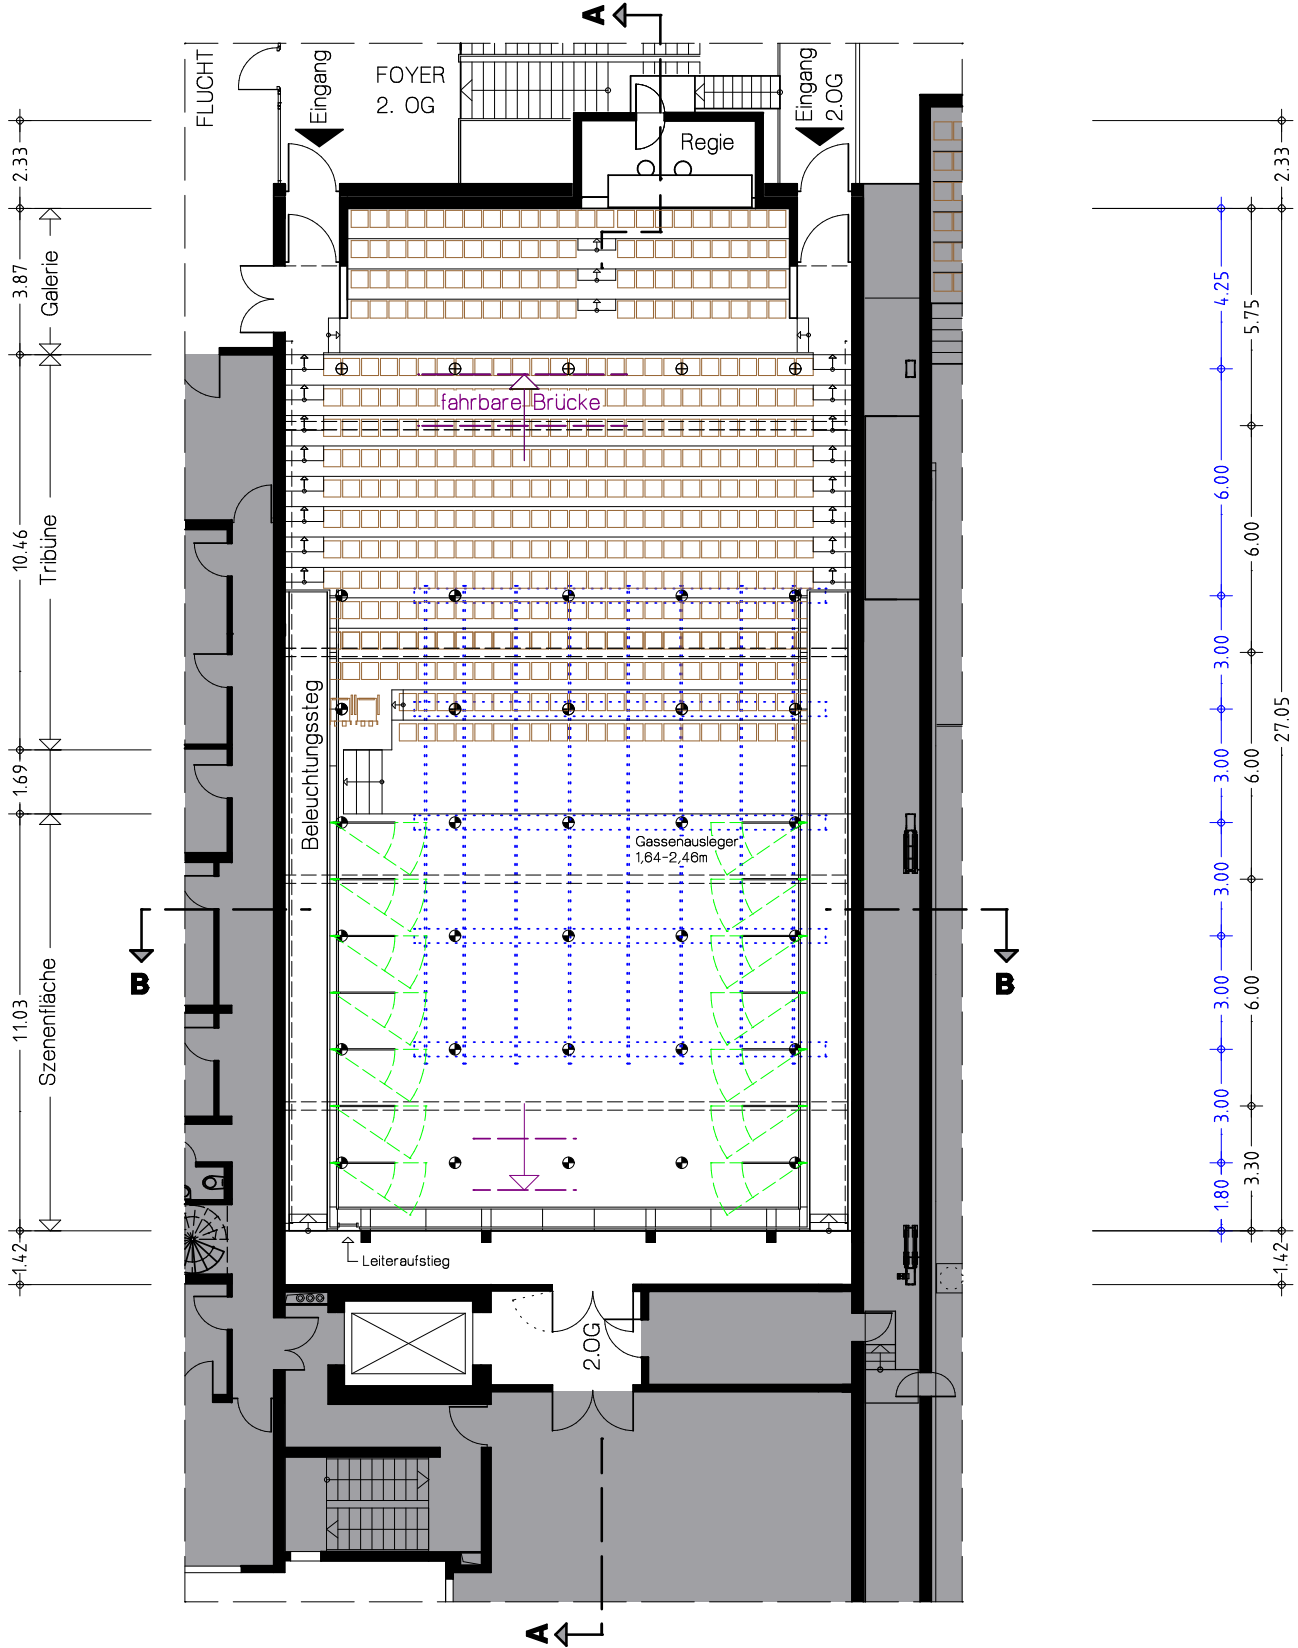 A
FLUCHT
Eingang
FOYER
2. OG
Eingang
2.OG
Regie
2.33
3.87
Galerie
10.46
Tribüne
1.69
11.03
Szenenfläche
1.42
fahrbare Brücke
Beleuchtungssteg
Gassenausleger
1,64-2,46m
B
B
Leiteraufstieg
2.OG
A
4.25
6.00
3.00
3.00
3.00
3.00
3.00
1.80
5.75
6.00
6.00
6.00
3.30
2.33
27.05
1.42